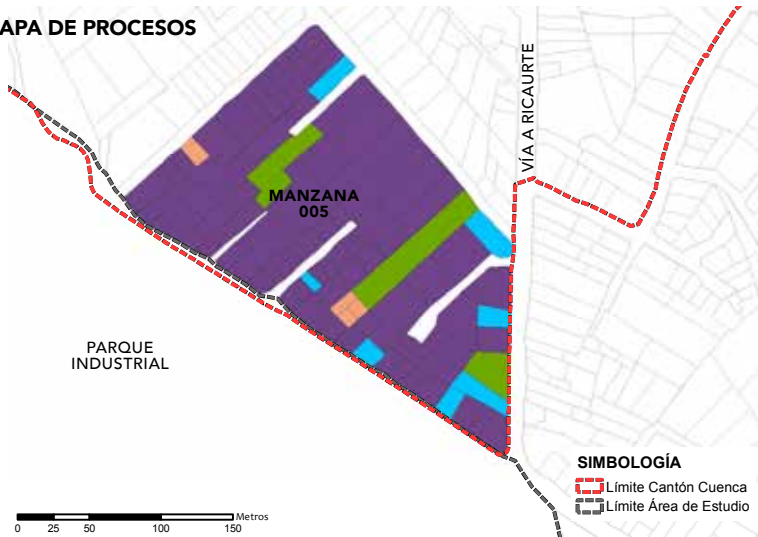 APA DE PROCESOS
VÍA A RICAURTE
MANZANA
005
PARQUE
INDUSTRIAL
SIMBOLOGÍA
Límite Cantón Cuenca
Límite Área de Estudio
Metros
0 25 50 100 150